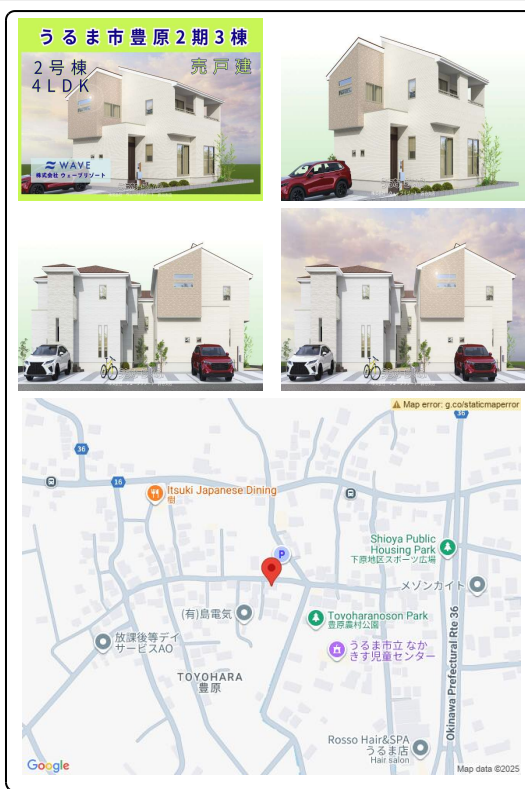 うるま市豊原2期3棟
2号棟
4LDK
売戸建
WAVE
株式会社 ウェーブリゾート
Map error: g.co/staticmaperror
36
36
16
Itsuki Japanese Dining
樹
P
Shioya Public
Housing Park
下原地区スポーツ広場
メゾンカイト
(有)島電気
Toyoharanoson Park
豊原農村公園
放課後等デイ
サービスAO
うるま市立 なか
きす児童センター
TOYOHARA
豊原
Okinawa Prefectural Rte 36
Rosso Hair&SPA
うるま店
Hair salon
Google
Map data ©2025